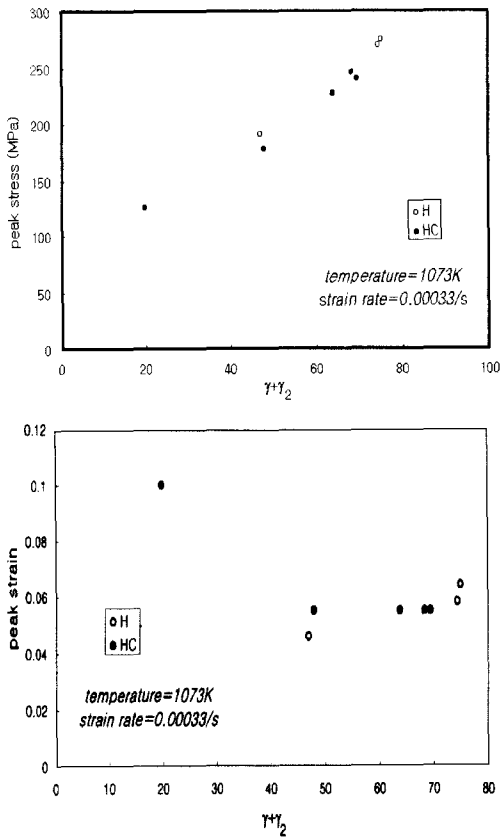 300
250
200
150
100
50
0
peak stress (MPa)
H
HC
temperature=1073K
strain rate=0.00033/s
0 20 40 60 80 100
γ+γ2
0.12
0.1
0.08
0.06
0.04
0.02
0
peak strain
H
HC
temperature=1073K
strain rate=0.00033/s
0 10 20 30 40 50 60 70 80
γ+γ2